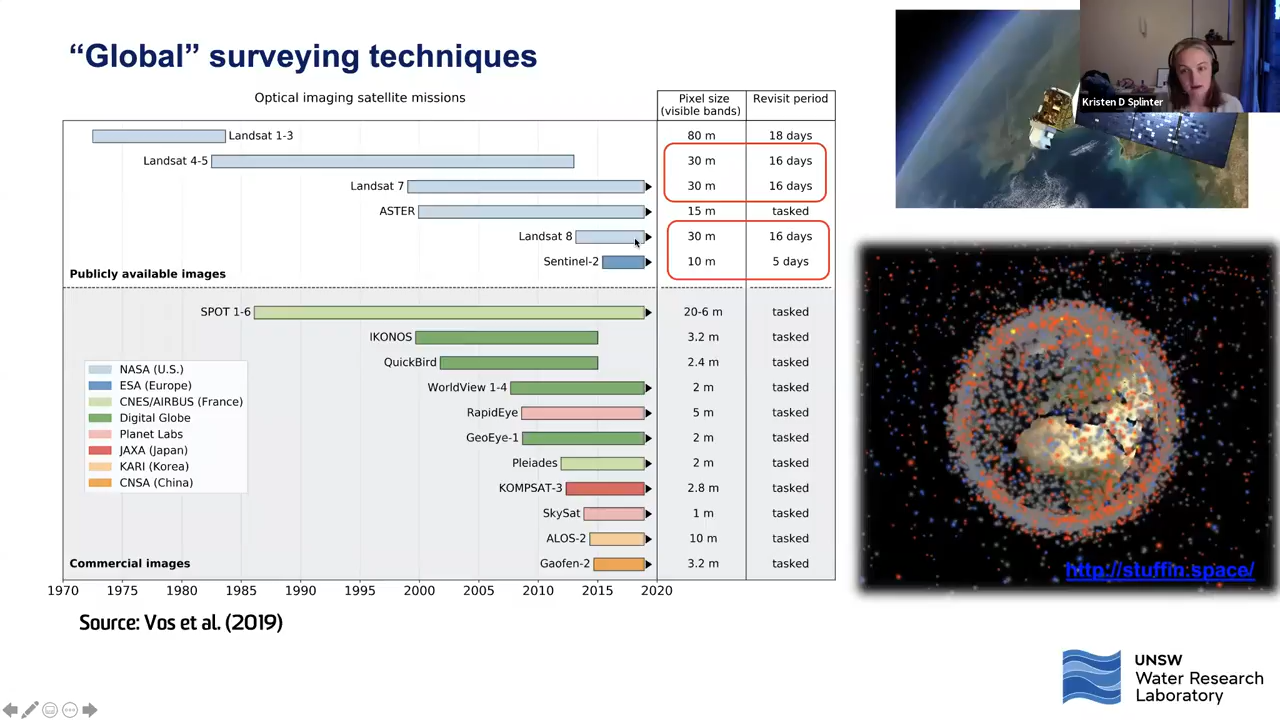 “Global” surveying techniques
Kristen D Splinter
Optical imaging satellite missions
Pixel size
(visible bands)
Revisit period
Landsat 1-3 80 m 18 days
Landsat 4-5 30 m 16 days
Landsat 7 30 m 16 days
ASTER 15 m tasked
Landsat 8 30 m 16 days
Sentinel-2 10 m 5 days
Publicly available images
SPOT 1-6 20-6 m tasked
IKONOS 3.2 m tasked
QuickBird 2.4 m tasked
WorldView 1-4 2 m tasked
RapidEye 5 m tasked
GeoEye-1 2 m tasked
Pleiades 2 m tasked
KOMPSAT-3 2.8 m tasked
SkySat 1 m tasked
ALOS-2 10 m tasked
Gaofen-2 3.2 m tasked
Commercial images
NASA (U.S.)
ESA (Europe)
CNES/AIRBUS (France)
Digital Globe
Planet Labs
JAXA (Japan)
KARI (Korea)
CNSA (China)
1970 1975 1980 1985 1990 1995 2000 2005 2010 2015 2020
http://stuffin.space/
Source: Vos et al. (2019)
UNSW
Water Research
Laboratory